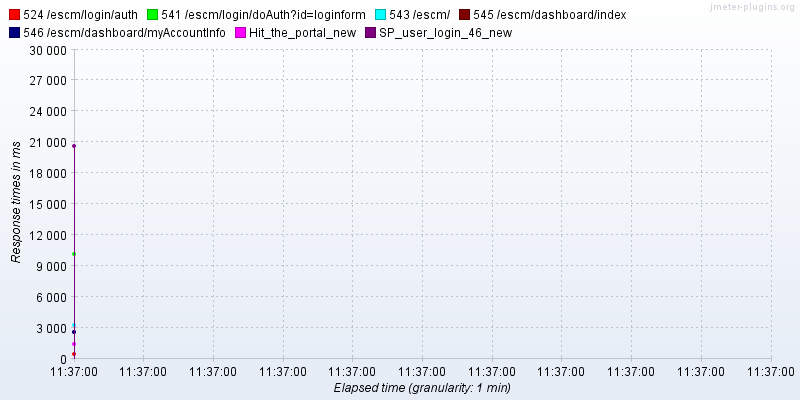 jmeter-plugins.org
524 /escm/login/auth 541 /escm/login/doAuth?id=loginform 543 /escm/ 545 /escm/dashboard/index
546 /escm/dashboard/myAccountInfo Hit_the_portal_new SP_user_login_46_new
30 000
27 000
24 000
21 000
18 000
15 000
12 000
9 000
6 000
3 000
0
Response times in ms
11:37:00 11:37:00 11:37:00 11:37:00 11:37:00 11:37:00 11:37:00 11:37:00 11:37:00 11:37:00 11:37:00
Elapsed time (granularity: 1 min)